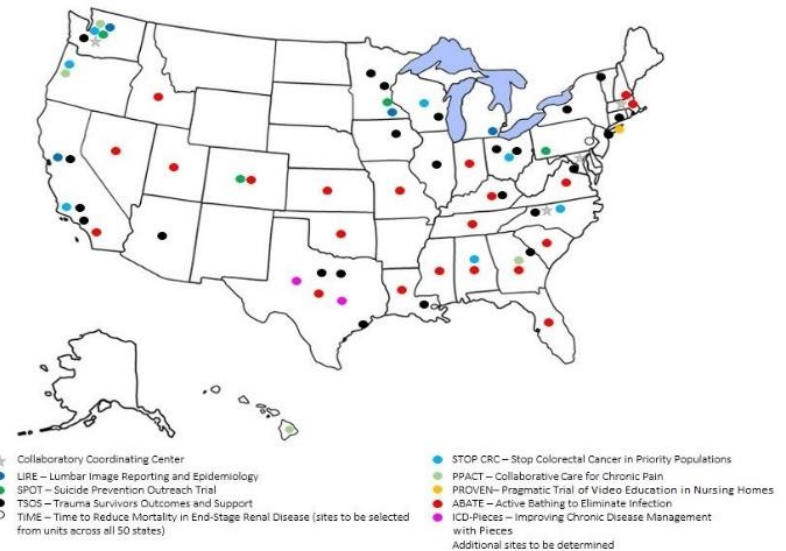 Collaboratory Coordinating Center
LIRE – Lumbar Image Reporting and Epidemiology
SPOT – Suicide Prevention Outreach Trial
TSOS – Trauma Survivors Outcomes and Support
TiME – Time to Reduce Mortality in End-Stage Renal Disease (sites to be selected
from units across all 50 states)
STOP CRC – Stop Colorectal Cancer in Priority Populations
PPACT – Collaborative Care for Chronic Pain
PROVEN– Pragmatic Trial of Video Education in Nursing Homes
ABATE – Active Bathing to Eliminate Infection
ICD-Pieces – Improving Chronic Disease Management
with Pieces
Additional sites to be determined